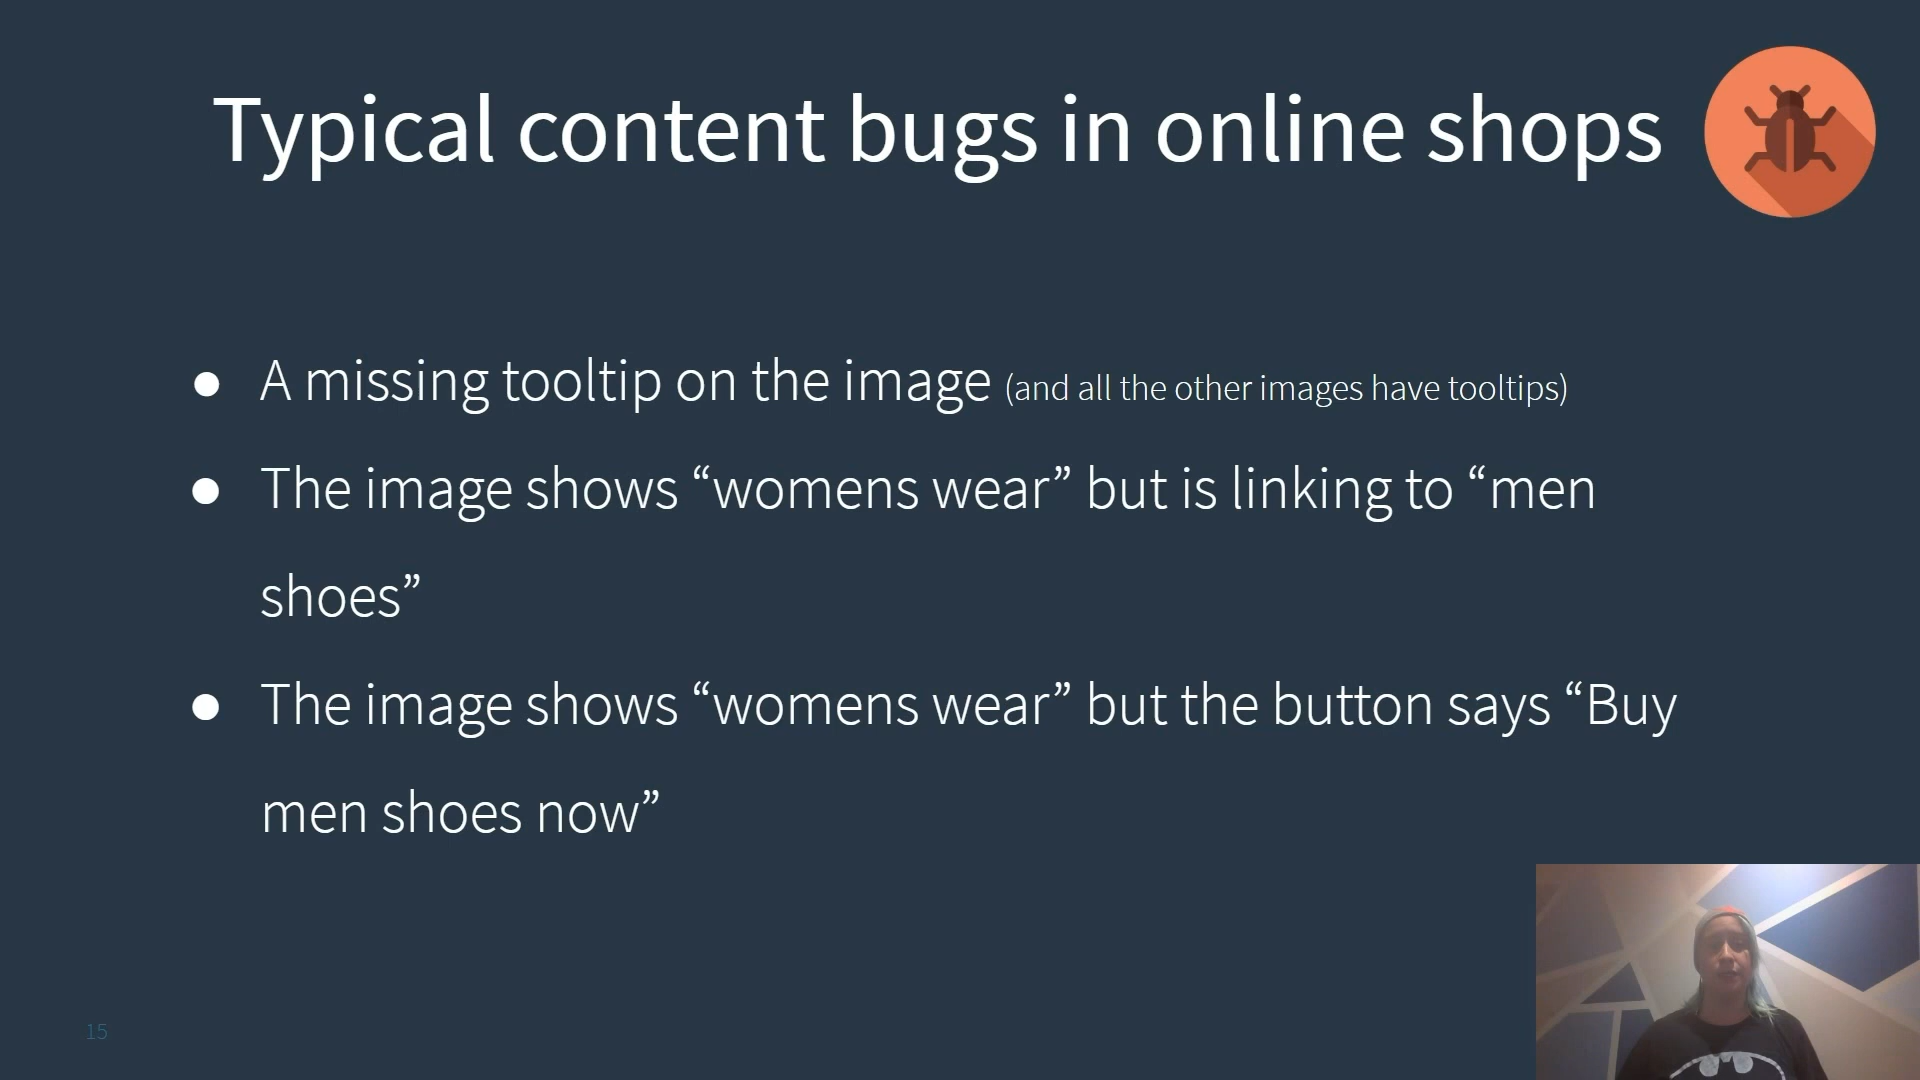 Typical content bugs in online shops
● A missing tooltip on the image (and all the other images have tooltips)
● The image shows “womens wear” but is linking to “men
shoes”
● The image shows “womens wear” but the button says “Buy
men shoes now”
15